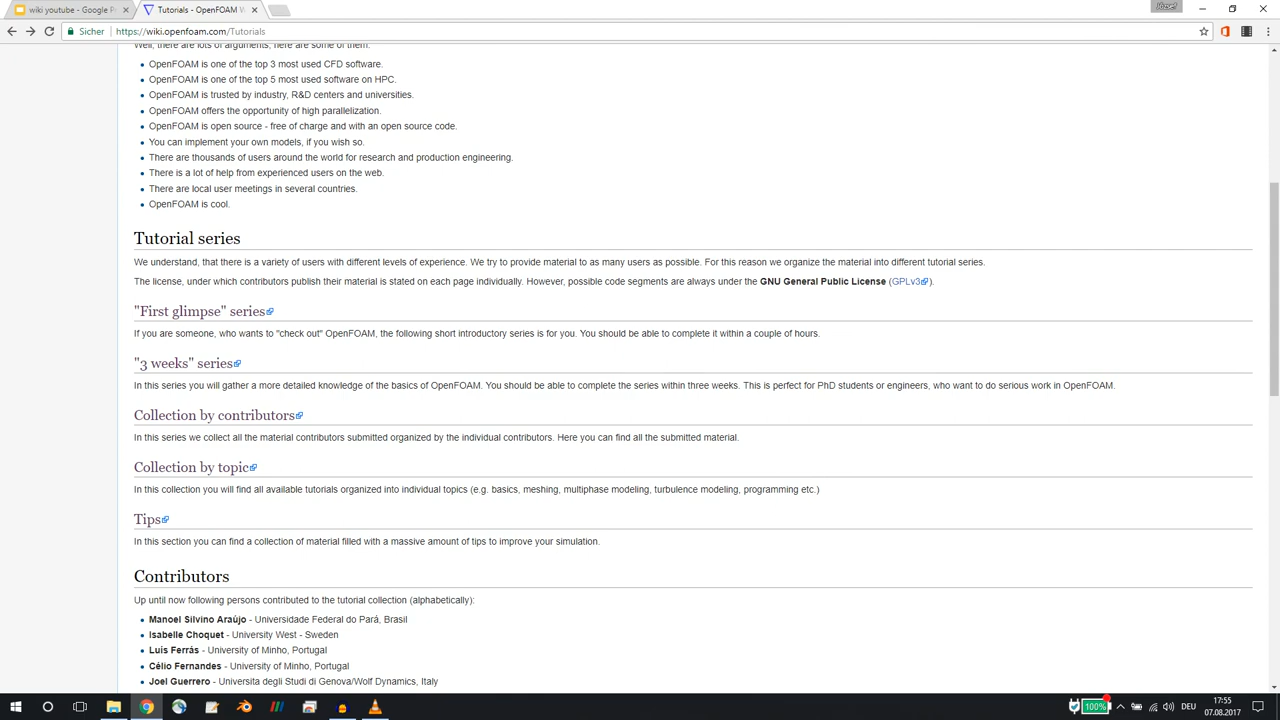 wiki youtube - Google P
Tutorials - OpenFOAM W
Sicher
https://wiki.openfoam.com/Tutorials
Well, there are lots of arguments, here are some of them:
OpenFOAM is one of the top 3 most used CFD software.
OpenFOAM is one of the top 5 most used software on HPC.
OpenFOAM is trusted by industry, R&D centers and universities.
OpenFOAM offers the opportunity of high parallelization.
OpenFOAM is open source - free of charge and with an open source code.
You can implement your own models, if you wish so.
There are thousands of users around the world for research and production engineering.
There is a lot of help from experienced users on the web.
There are local user meetings in several countries.
OpenFOAM is cool.
Tutorial series
We understand, that there is a variety of users with different levels of experience. We try to provide material to as many users as possible. For this reason we organize the material into different tutorial series.
The license, under which contributors publish their material is stated on each page individually. However, possible code segments are always under the GNU General Public License (GPLv3).
"First glimpse" series
If you are someone, who wants to "check out" OpenFOAM, the following short introductory series is for you. You should be able to complete it within a couple of hours.
"3 weeks" series
In this series you will gather a more detailed knowledge of the basics of OpenFOAM. You should be able to complete the series within three weeks. This is perfect for PhD students or engineers, who want to do serious work in OpenFOAM.
Collection by contributors
In this series we collect all the material contributors submitted organized by the individual contributors. Here you can find all the submitted material.
Collection by topic
In this collection you will find all available tutorials organized into individual topics (e.g. basics, meshing, multiphase modeling, turbulence modeling, programming etc.)
Tips
In this section you can find a collection of material filled with a massive amount of tips to improve your simulation.
Contributors
Up until now following persons contributed to the tutorial collection (alphabetically):
Manoel Silvino Araújo - Universidade Federal do Pará, Brasil
Isabelle Choquet - University West - Sweden
Luís Ferrás - University of Minho, Portugal
Célio Fernandes - University of Minho, Portugal
Joel Guerrero - Universita degli Studi di Genova/Wolf Dynamics, Italy
100%
DEU
17:55
07.08.2017